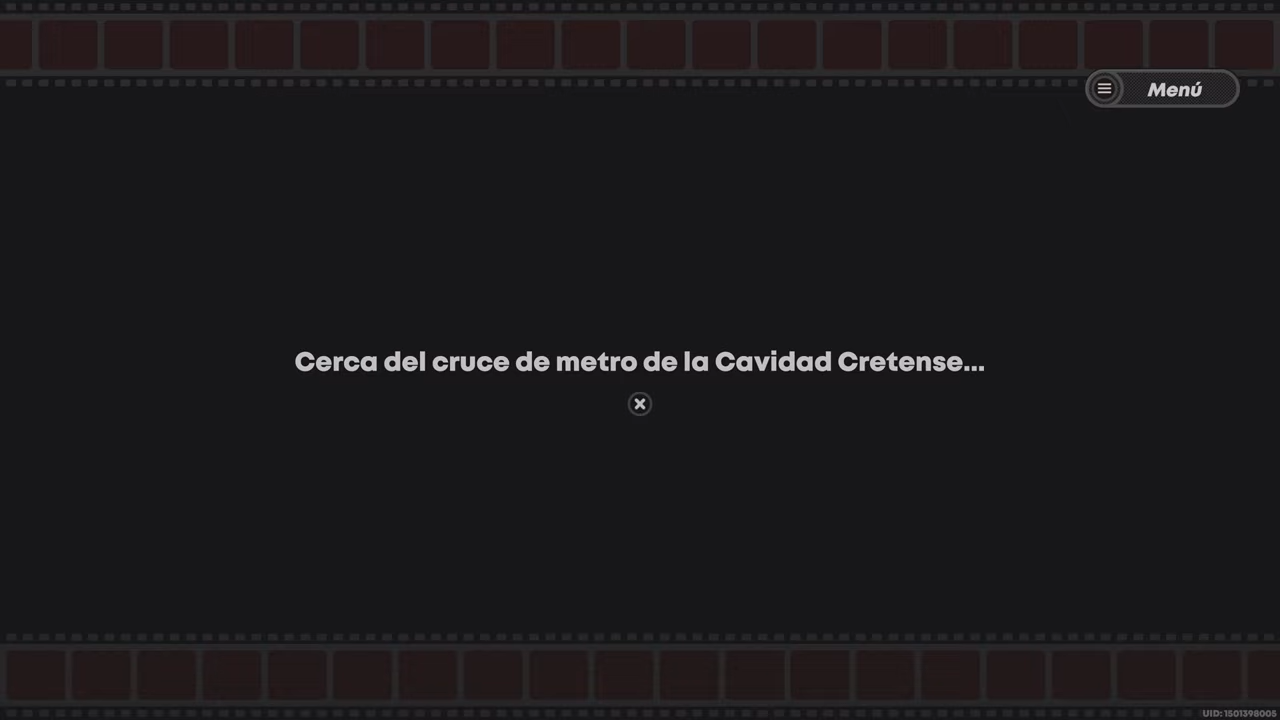 Menú
Cerca del cruce de metro de la Cavidad Cretense...
UID: 1501398005